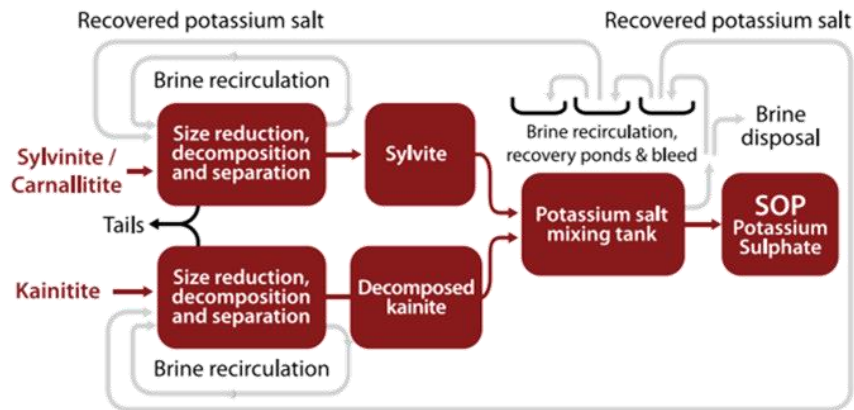 Recovered potassium salt
Recovered potassium salt
Brine recirculation
Size reduction,
decomposition
and separation
Sylvite
Brine recirculation,
recovery ponds & bleed
Brine
disposal
Sylvinite /
Carnallitite
Tails
Potassium salt
mixing tank
SOP
Potassium
Sulphate
Kainitite
Size reduction,
decomposition
and separation
Decomposed
kainite
Brine recirculation